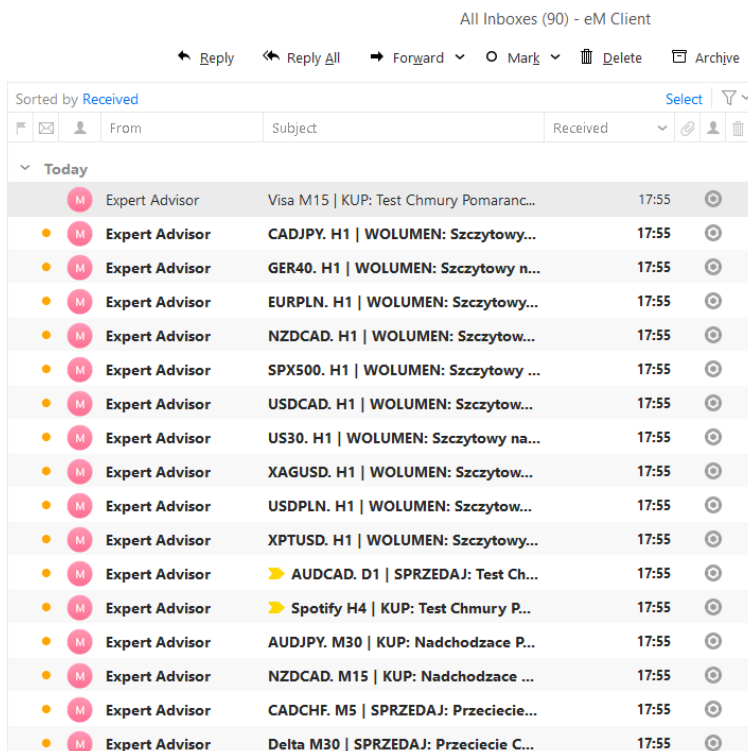 All Inboxes (90) - eM Client
Reply Reply All Forward Mark Delete Archive
Sorted by Received Select
From Subject Received
Today
M Expert Advisor Visa M15 | KUP: Test Chmury Pomaranc... 17:55
M Expert Advisor CADJPY. H1 | WOLUMEN: Szczytowy... 17:55
M Expert Advisor GER40. H1 | WOLUMEN: Szczytowy n... 17:55
M Expert Advisor EURPLN. H1 | WOLUMEN: Szczytowy... 17:55
M Expert Advisor NZDCAD. H1 | WOLUMEN: Szczytow... 17:55
M Expert Advisor SPX500. H1 | WOLUMEN: Szczytowy ... 17:55
M Expert Advisor USDCAD. H1 | WOLUMEN: Szczytow... 17:55
M Expert Advisor US30. H1 | WOLUMEN: Szczytowy na... 17:55
M Expert Advisor XAGUSD. H1 | WOLUMEN: Szczytow... 17:55
M Expert Advisor USDPLN. H1 | WOLUMEN: Szczytow... 17:55
M Expert Advisor XPTUSD. H1 | WOLUMEN: Szczytowy... 17:55
M Expert Advisor AUDCAD. D1 | SPRZEDAJ: Test Ch... 17:55
M Expert Advisor Spotify H4 | KUP: Test Chmury P... 17:55
M Expert Advisor AUDJPY. M30 | KUP: Nadchodzace P... 17:55
M Expert Advisor NZDCAD. M15 | KUP: Nadchodzace ... 17:55
M Expert Advisor CADCHF. M5 | SPRZEDAJ: Przeciecie... 17:55
M Expert Advisor Delta M30 | SPRZEDAJ: Przeciecie C... 17:55